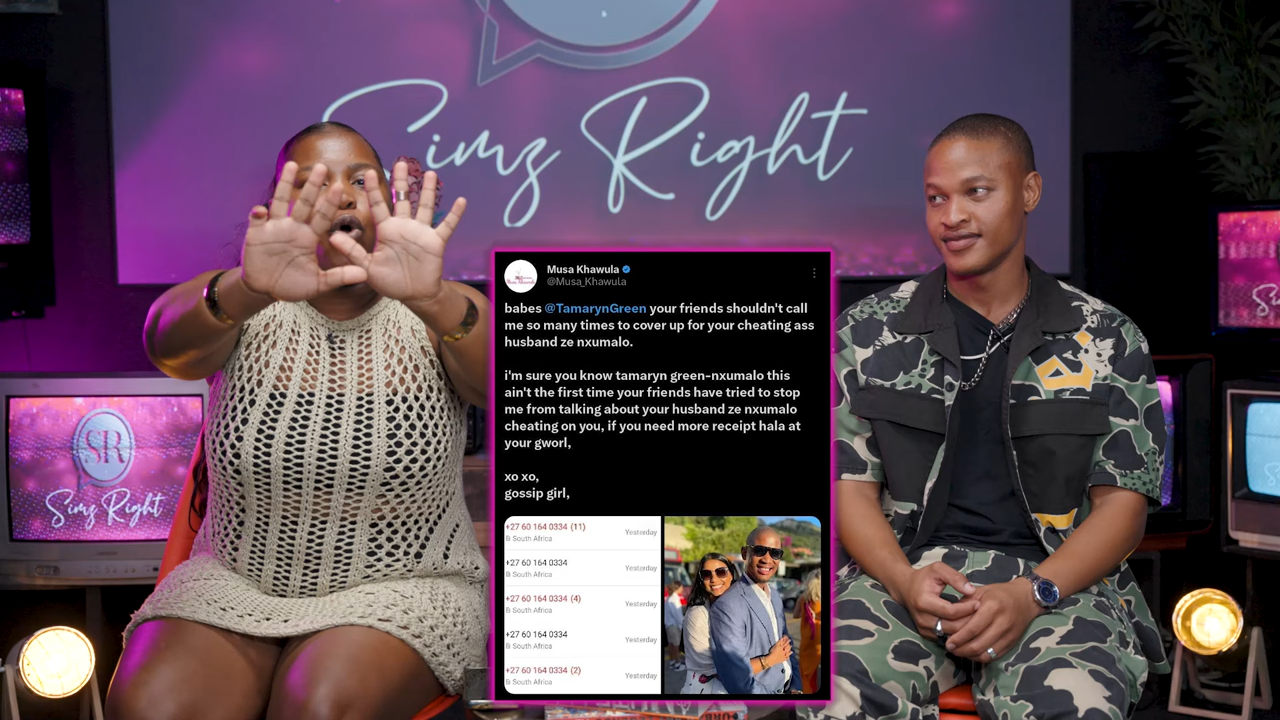 Simz Right
Musa Khawula
@Musa_Khawula
babes @TamarynGreen your friends shouldn't call
me so many times to cover up for your cheating ass
husband ze nxumalo.
i'm sure you know tamaryn green-nxumalo this
ain't the first time your friends have tried to stop
me from talking about your husband ze nxumalo
cheating on you, if you need more receipt hala at
your gworl,
xo xo,
gossip girl,
+27 60 164 0334 (11)
South Africa
Yesterday
+27 60 164 0334
South Africa
Yesterday
+27 60 164 0334 (4)
South Africa
Yesterday
+27 60 164 0334
South Africa
Yesterday
+27 60 164 0334 (2)
South Africa
Yesterday
SR
Simz Right